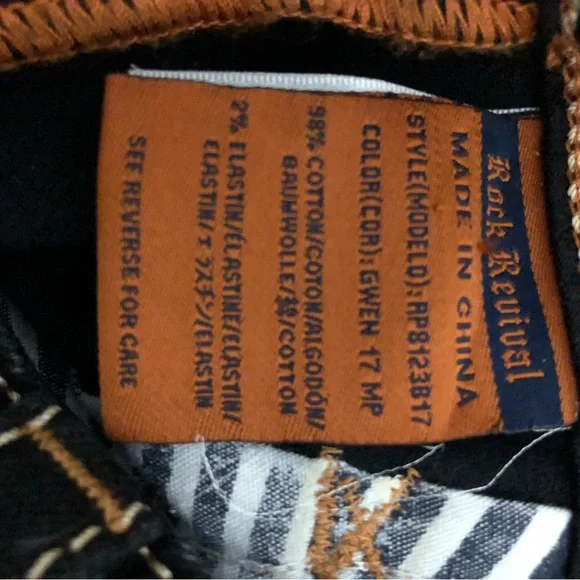 Rock Revival
MADE IN CHINA
STYLE(MODELO): RP8123B17
COLOR(COR): GWEN 17 MP
98% COTTON/COTON/ALGODÓN/
BAUMWOLLE/綿/COTTON
2% ELASTIN/ÉLASTINE/ELASTIN/
ELASTIN/エラスチン/ELASTIN
SEE REVERSE FOR CARE